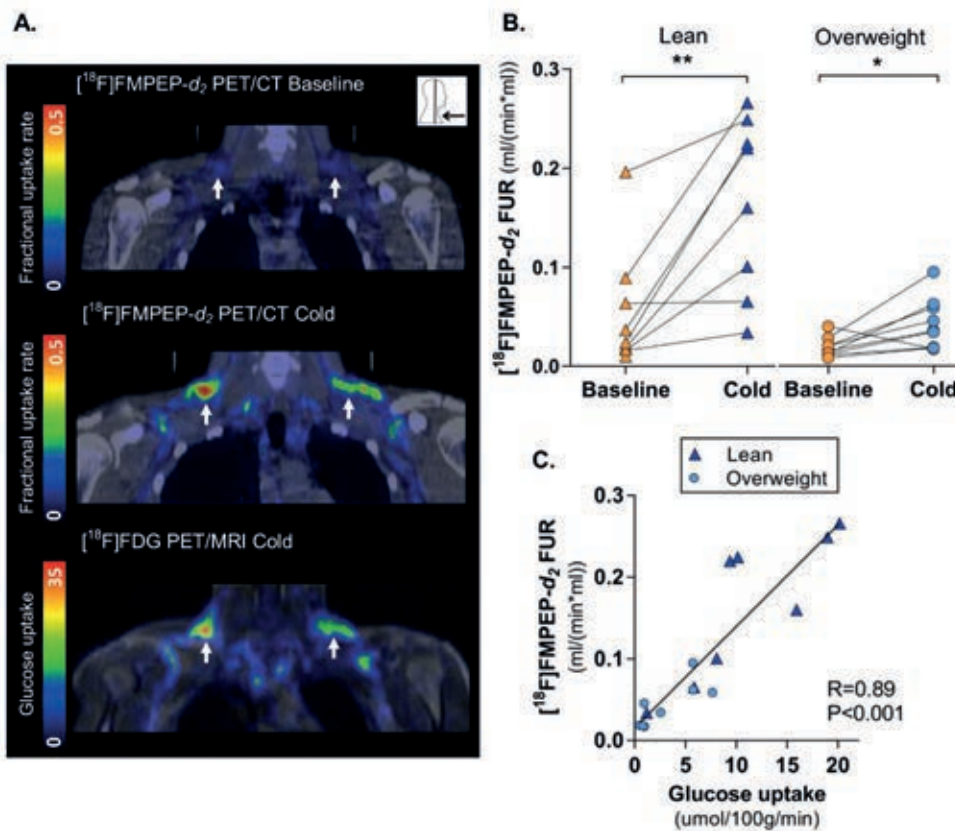 A.
[¹⁸F]FMPEP-d₂ PET/CT Baseline
0.5
Fractional uptake rate
0
[¹⁸F]FMPEP-d₂ PET/CT Cold
0.5
Fractional uptake rate
0
[¹⁸F]FDG PET/MRI Cold
35
Glucose uptake
0
B.
Lean
Overweight
**
*
[¹⁸F]FMPEP-d₂ FUR (ml/(min*ml))
0.3
0.2
0.1
0.0
Baseline
Cold
Baseline
Cold
C.
Lean
Overweight
[¹⁸F]FMPEP-d₂ FUR
(ml/(min*ml))
0.3
0.2
0.1
0.0
R=0.89
P<0.001
0 5 10 15 20
Glucose uptake
(umol/100g/min)